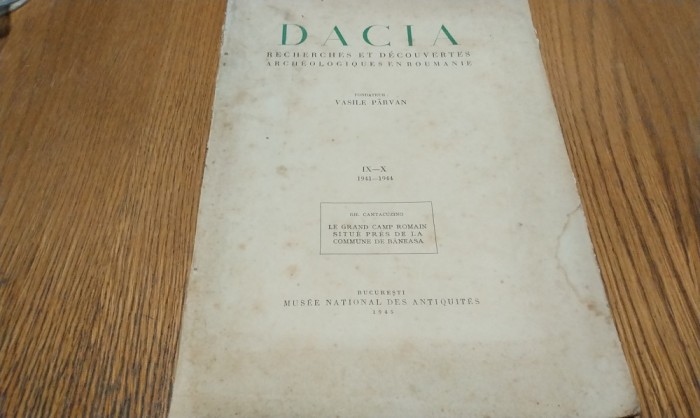 DACIA
RECHERCHES ET DÉCOUVERTES
ARCHÉOLOGIQUES EN ROUMANIE
FONDATEUR
VASILE PÂRVAN
IX—X
1941—1944
GH. CANTACUZINO
LE GRAND CAMP ROMAIN
SITUÉ PRÈS DE LA
COMMUNE DE BĂNEASA
BUCUREȘTI
MUSÉE NATIONAL DES ANTIQUITÉS
1945